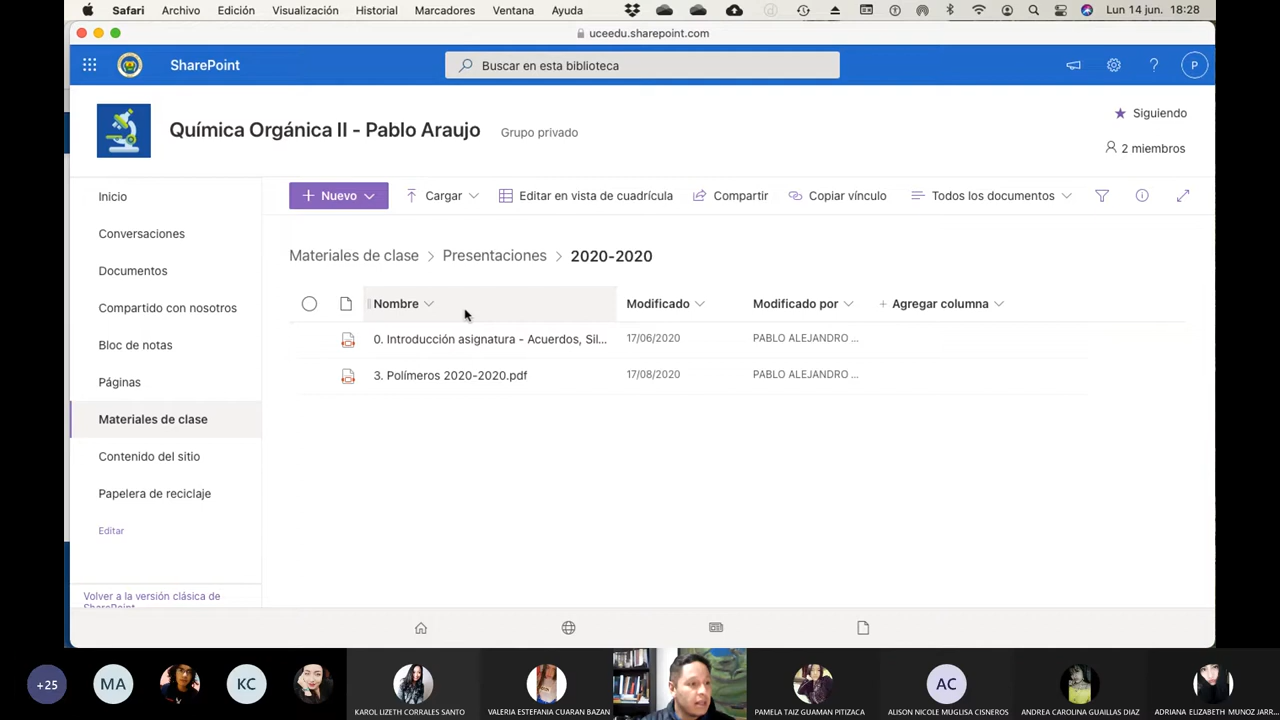 Safari Archivo Edición Visualización Historial Marcadores Ventana Ayuda Lun 14 jun. 18:28
uceedu.sharepoint.com
SharePoint Buscar en esta biblioteca ? P
Química Orgánica II - Pablo Araujo Grupo privado
Siguiendo
2 miembros
+ Nuevo Cargar Editar en vista de cuadrícula Compartir Copiar vínculo Todos los documentos
Inicio
Conversaciones
Documentos
Compartido con nosotros
Bloc de notas
Páginas
Materiales de clase
Contenido del sitio
Papelera de reciclaje
Editar
Volver a la versión clásica de
SharePoint
Materiales de clase > Presentaciones > 2020-2020
Nombre Modificado Modificado por + Agregar columna
0. Introducción asignatura - Acuerdos, Sil... 17/06/2020 PABLO ALEJANDRO ...
3. Polímeros 2020-2020.pdf 17/08/2020 PABLO ALEJANDRO ...
+25 MA KC AC
KAROL LIZETH CORRALES SANTO VALERIA ESTEFANIA CUARAN BAZAN PAMELA TAIZ GUAMAN PITIZACA ALISON NICOLE MUGLISA CISNEROS ANDREA CAROLINA GUAILLAS DIAZ ADRIANA ELIZABETH MUNOZ JARR...